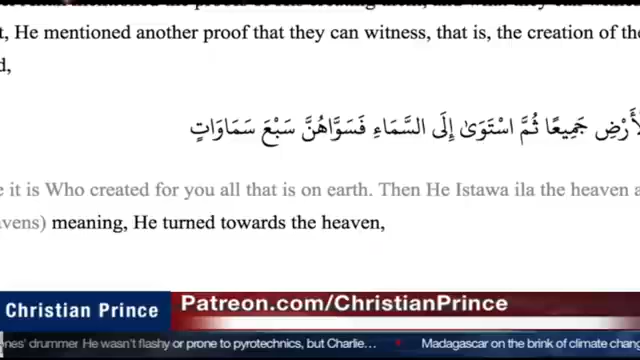 t, He mentioned another proof that they can witness, that is, the creation of the
d,
لْأَرْضِ جَمِيعًا ثُمَّ اسْتَوَىٰ إِلَى السَّمَاءِ فَسَوَّاهُنَّ سَبْعَ سَمَاوَاتٍ
e it is Who created for you all that is on earth. Then He Istawa ila the heaven a
avens) meaning, He turned towards the heaven,
Christian Prince
Patreon.com/ChristianPrince
ones' drummer He wasn't flashy or prone to pyrotechnics, but Charlie...
Madagascar on the brink of climate chang